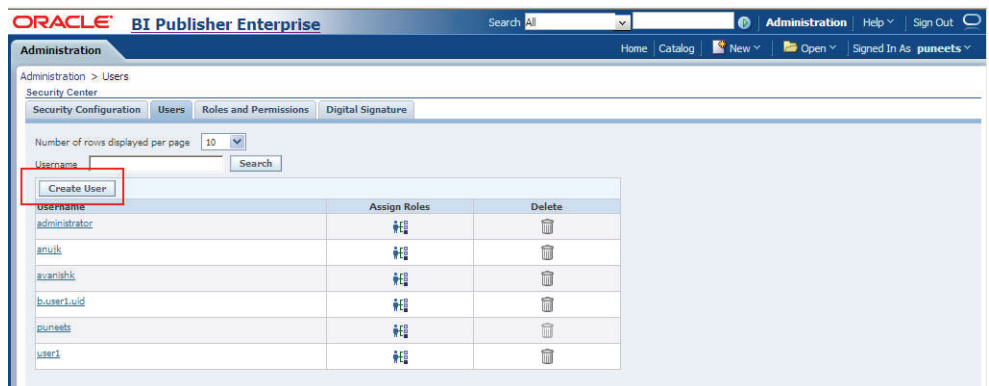 ORACLE BI Publisher Enterprise Search All Administration Help Sign Out
Administration Home Catalog New Open Signed In As puneets
Administration > Users
Security Center
Security Configuration Users Roles and Permissions Digital Signature
Number of rows displayed per page 10
Username Search
Create User
Username Assign Roles Delete
administrator
anujk
avanishk
b.user1.uid
puneets
user1